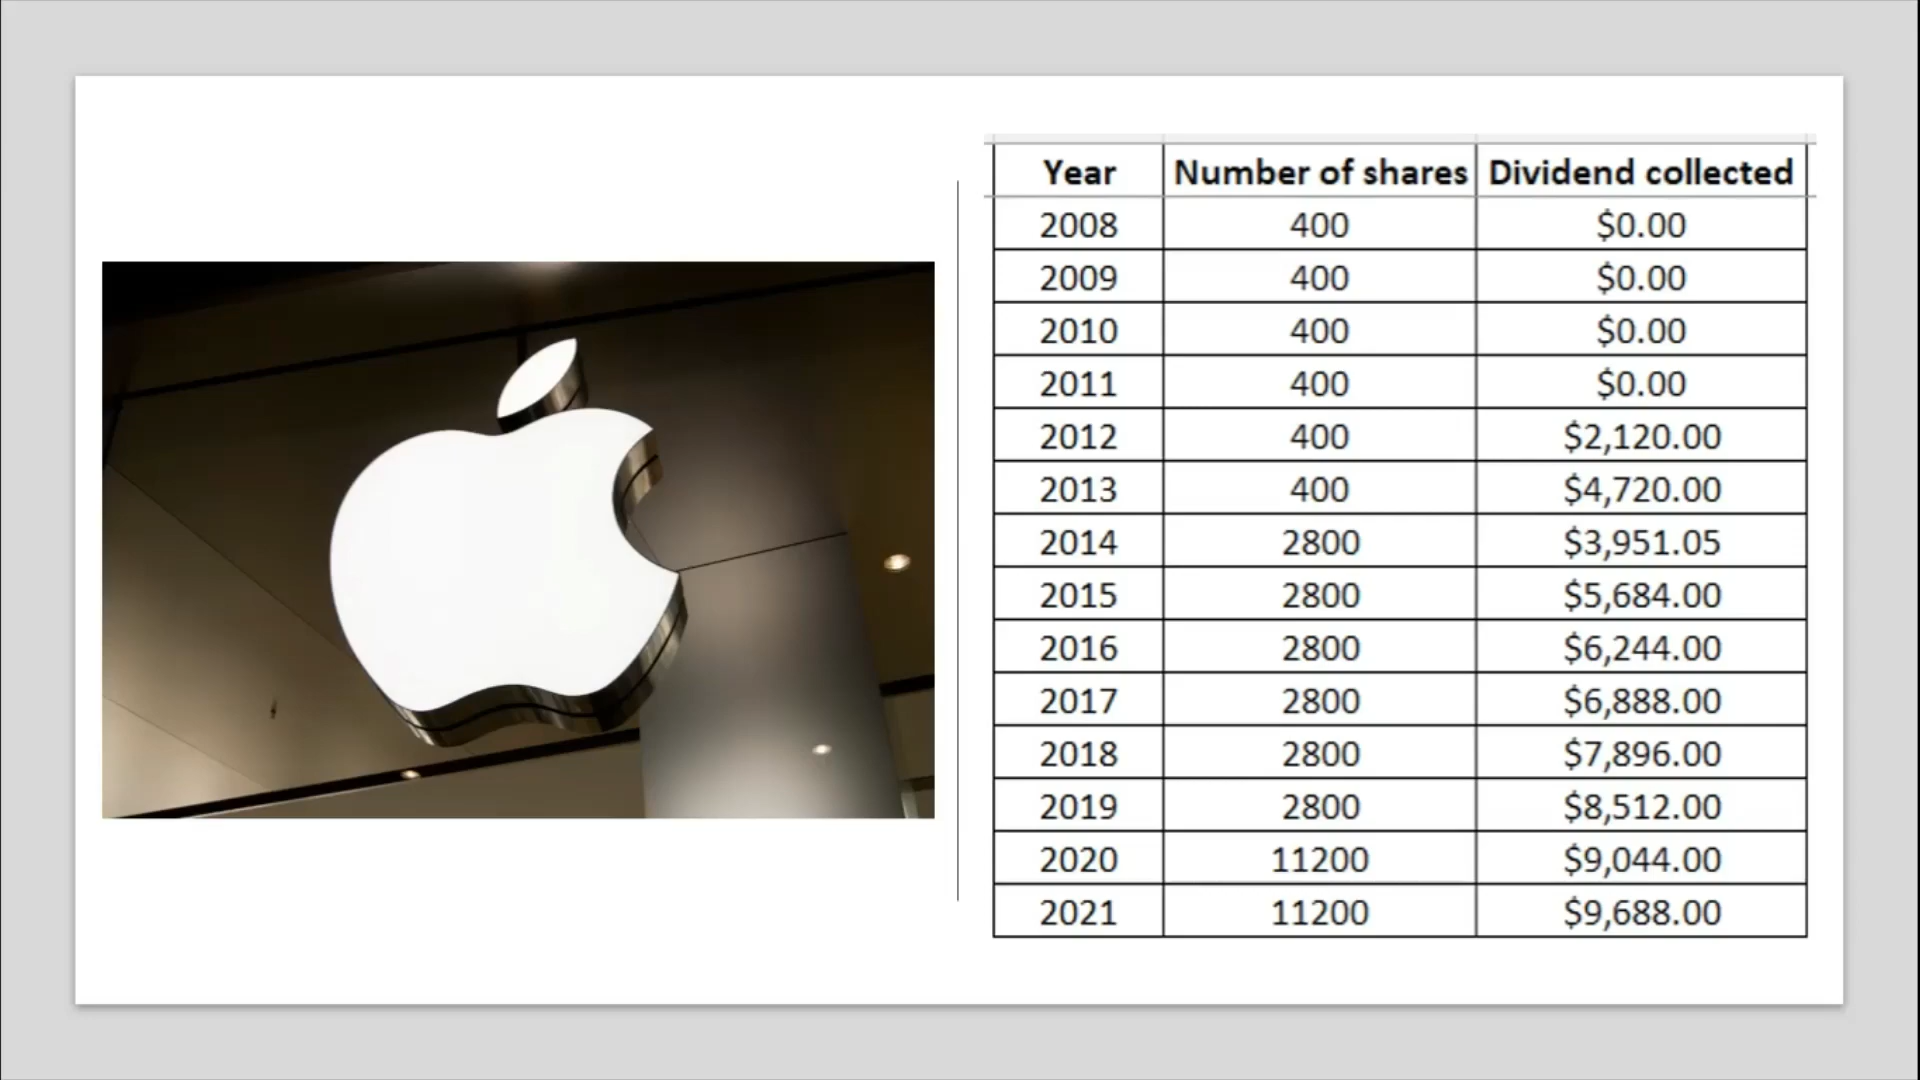 Year Number of shares Dividend collected
2008 400 $0.00
2009 400 $0.00
2010 400 $0.00
2011 400 $0.00
2012 400 $2,120.00
2013 400 $4,720.00
2014 2800 $3,951.05
2015 2800 $5,684.00
2016 2800 $6,244.00
2017 2800 $6,888.00
2018 2800 $7,896.00
2019 2800 $8,512.00
2020 11200 $9,044.00
2021 11200 $9,688.00